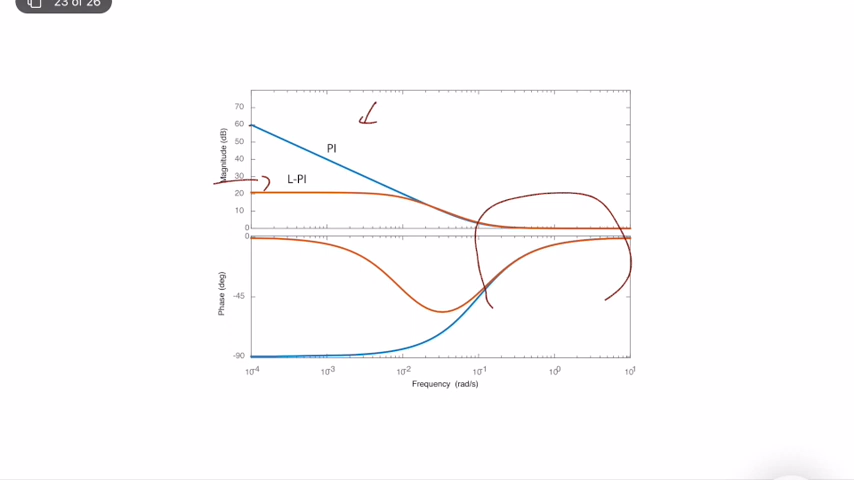 23 of 26
70
60
50
40
30
20
10
0
Magnitude (dB)
PI
L-PI
0
-45
-90
Phase (deg)
10-4 10-3 10-2 10-1 100 101
Frequency (rad/s)